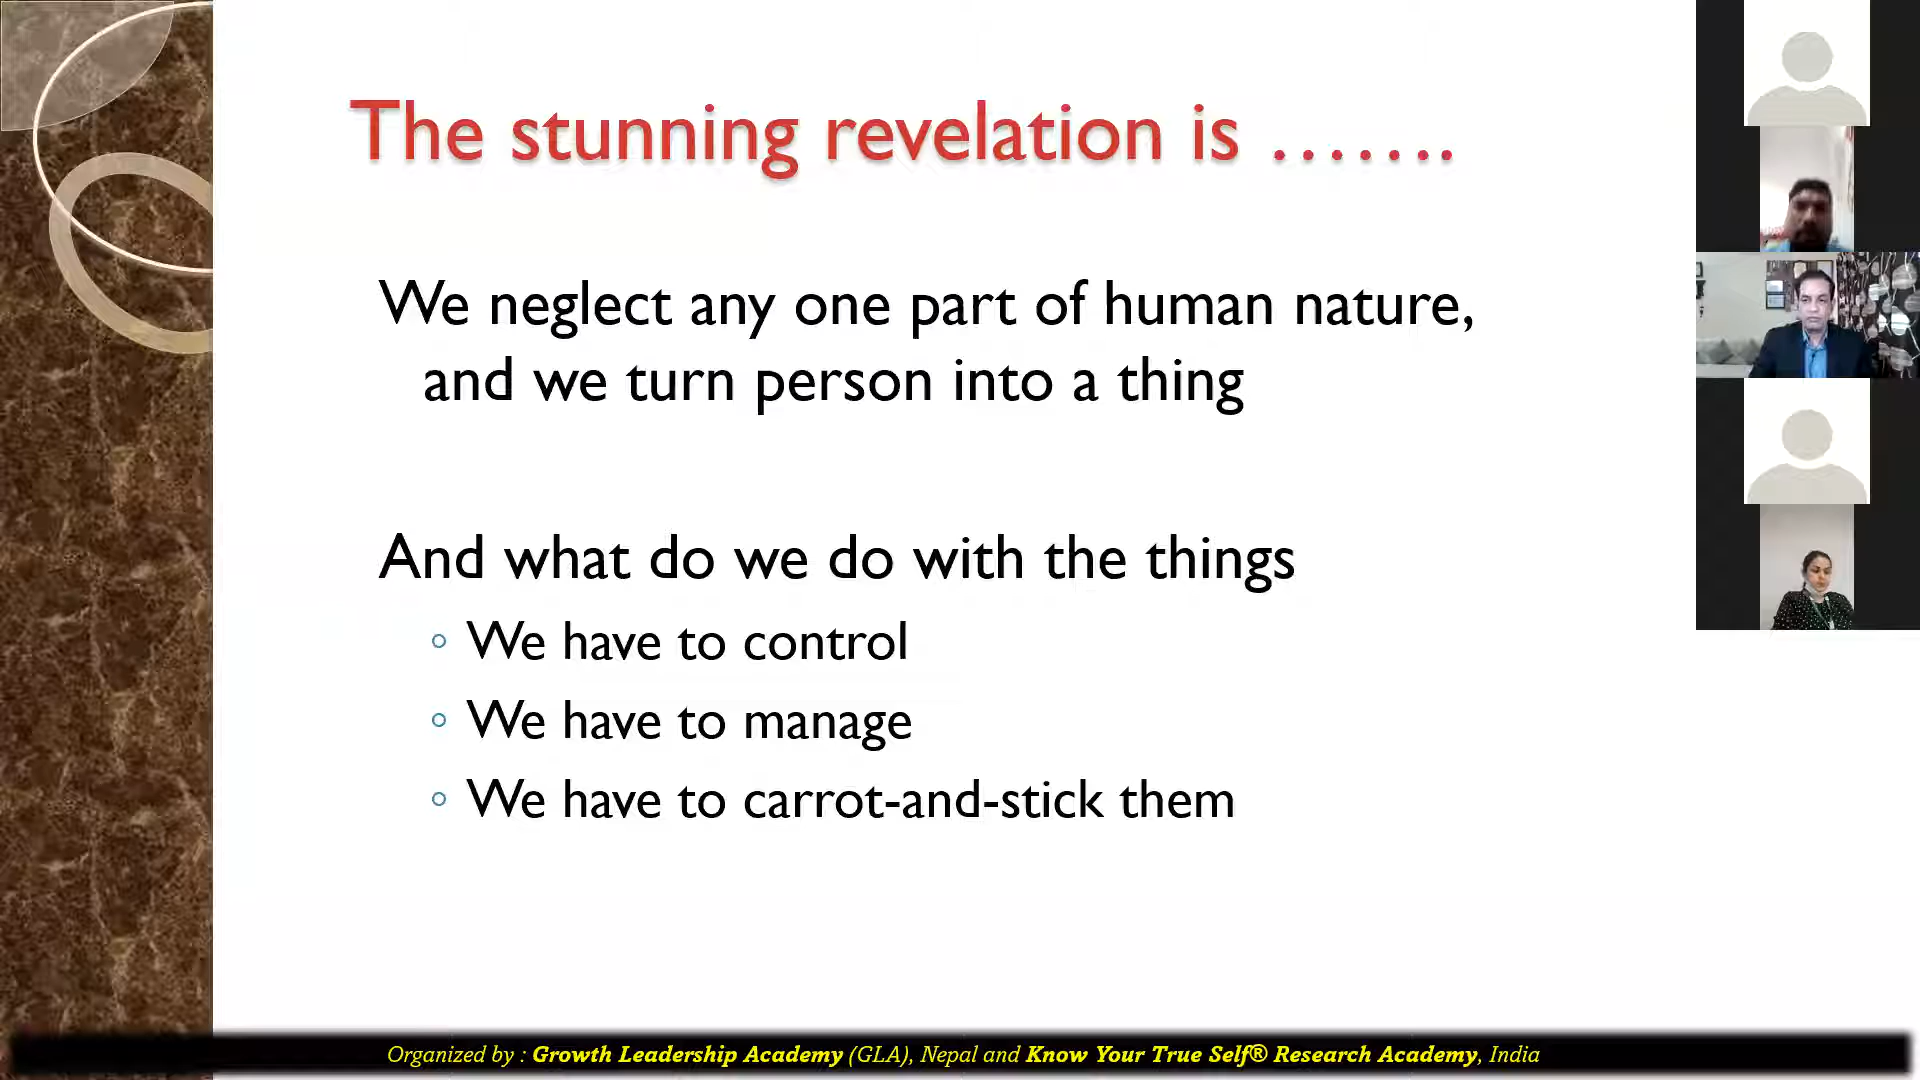 The stunning revelation is …….
We neglect any one part of human nature,
and we turn person into a thing
And what do we do with the things
◦ We have to control
◦ We have to manage
◦ We have to carrot-and-stick them
Organized by : Growth Leadership Academy (GLA), Nepal and Know Your True Self® Research Academy, India